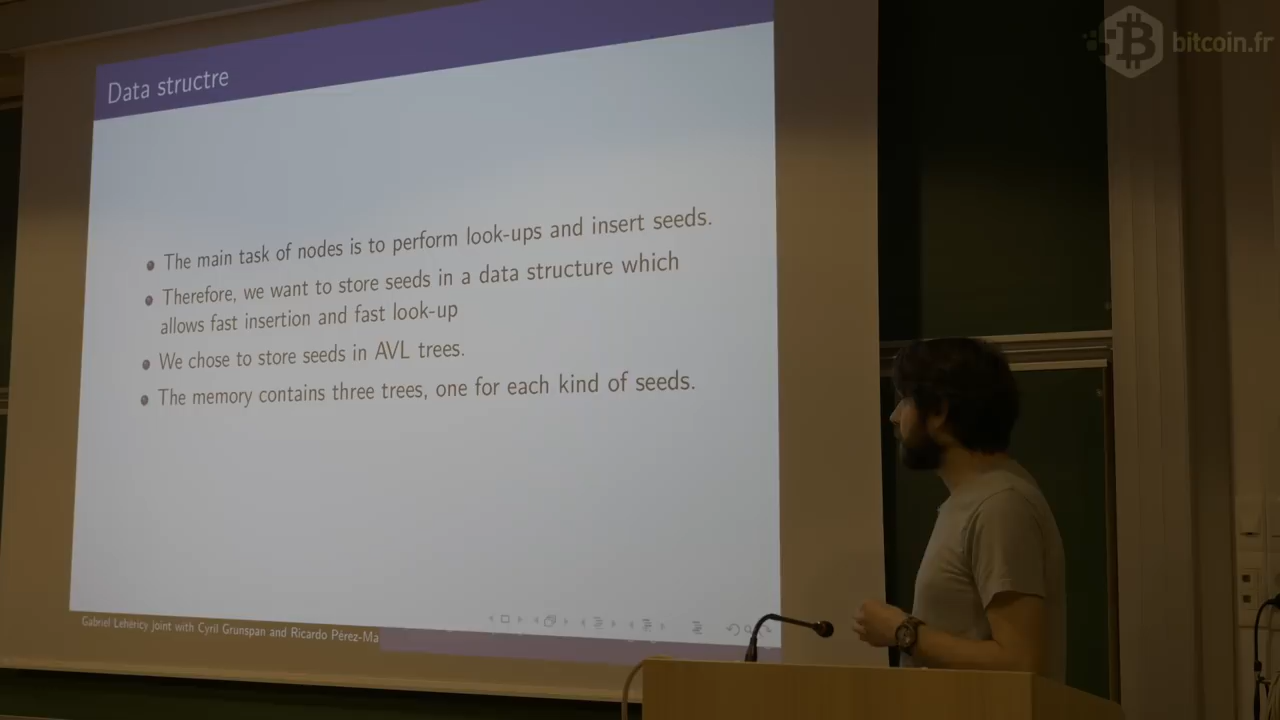 bitcoin.fr
Data structre
The main task of nodes is to perform look-ups and insert seeds.
Therefore, we want to store seeds in a data structure which
allows fast insertion and fast look-up
We chose to store seeds in AVL trees.
The memory contains three trees, one for each kind of seeds.
Gabriel Lehéricy Joint with Cyril Grunspan and Ricardo Pérez-Ma